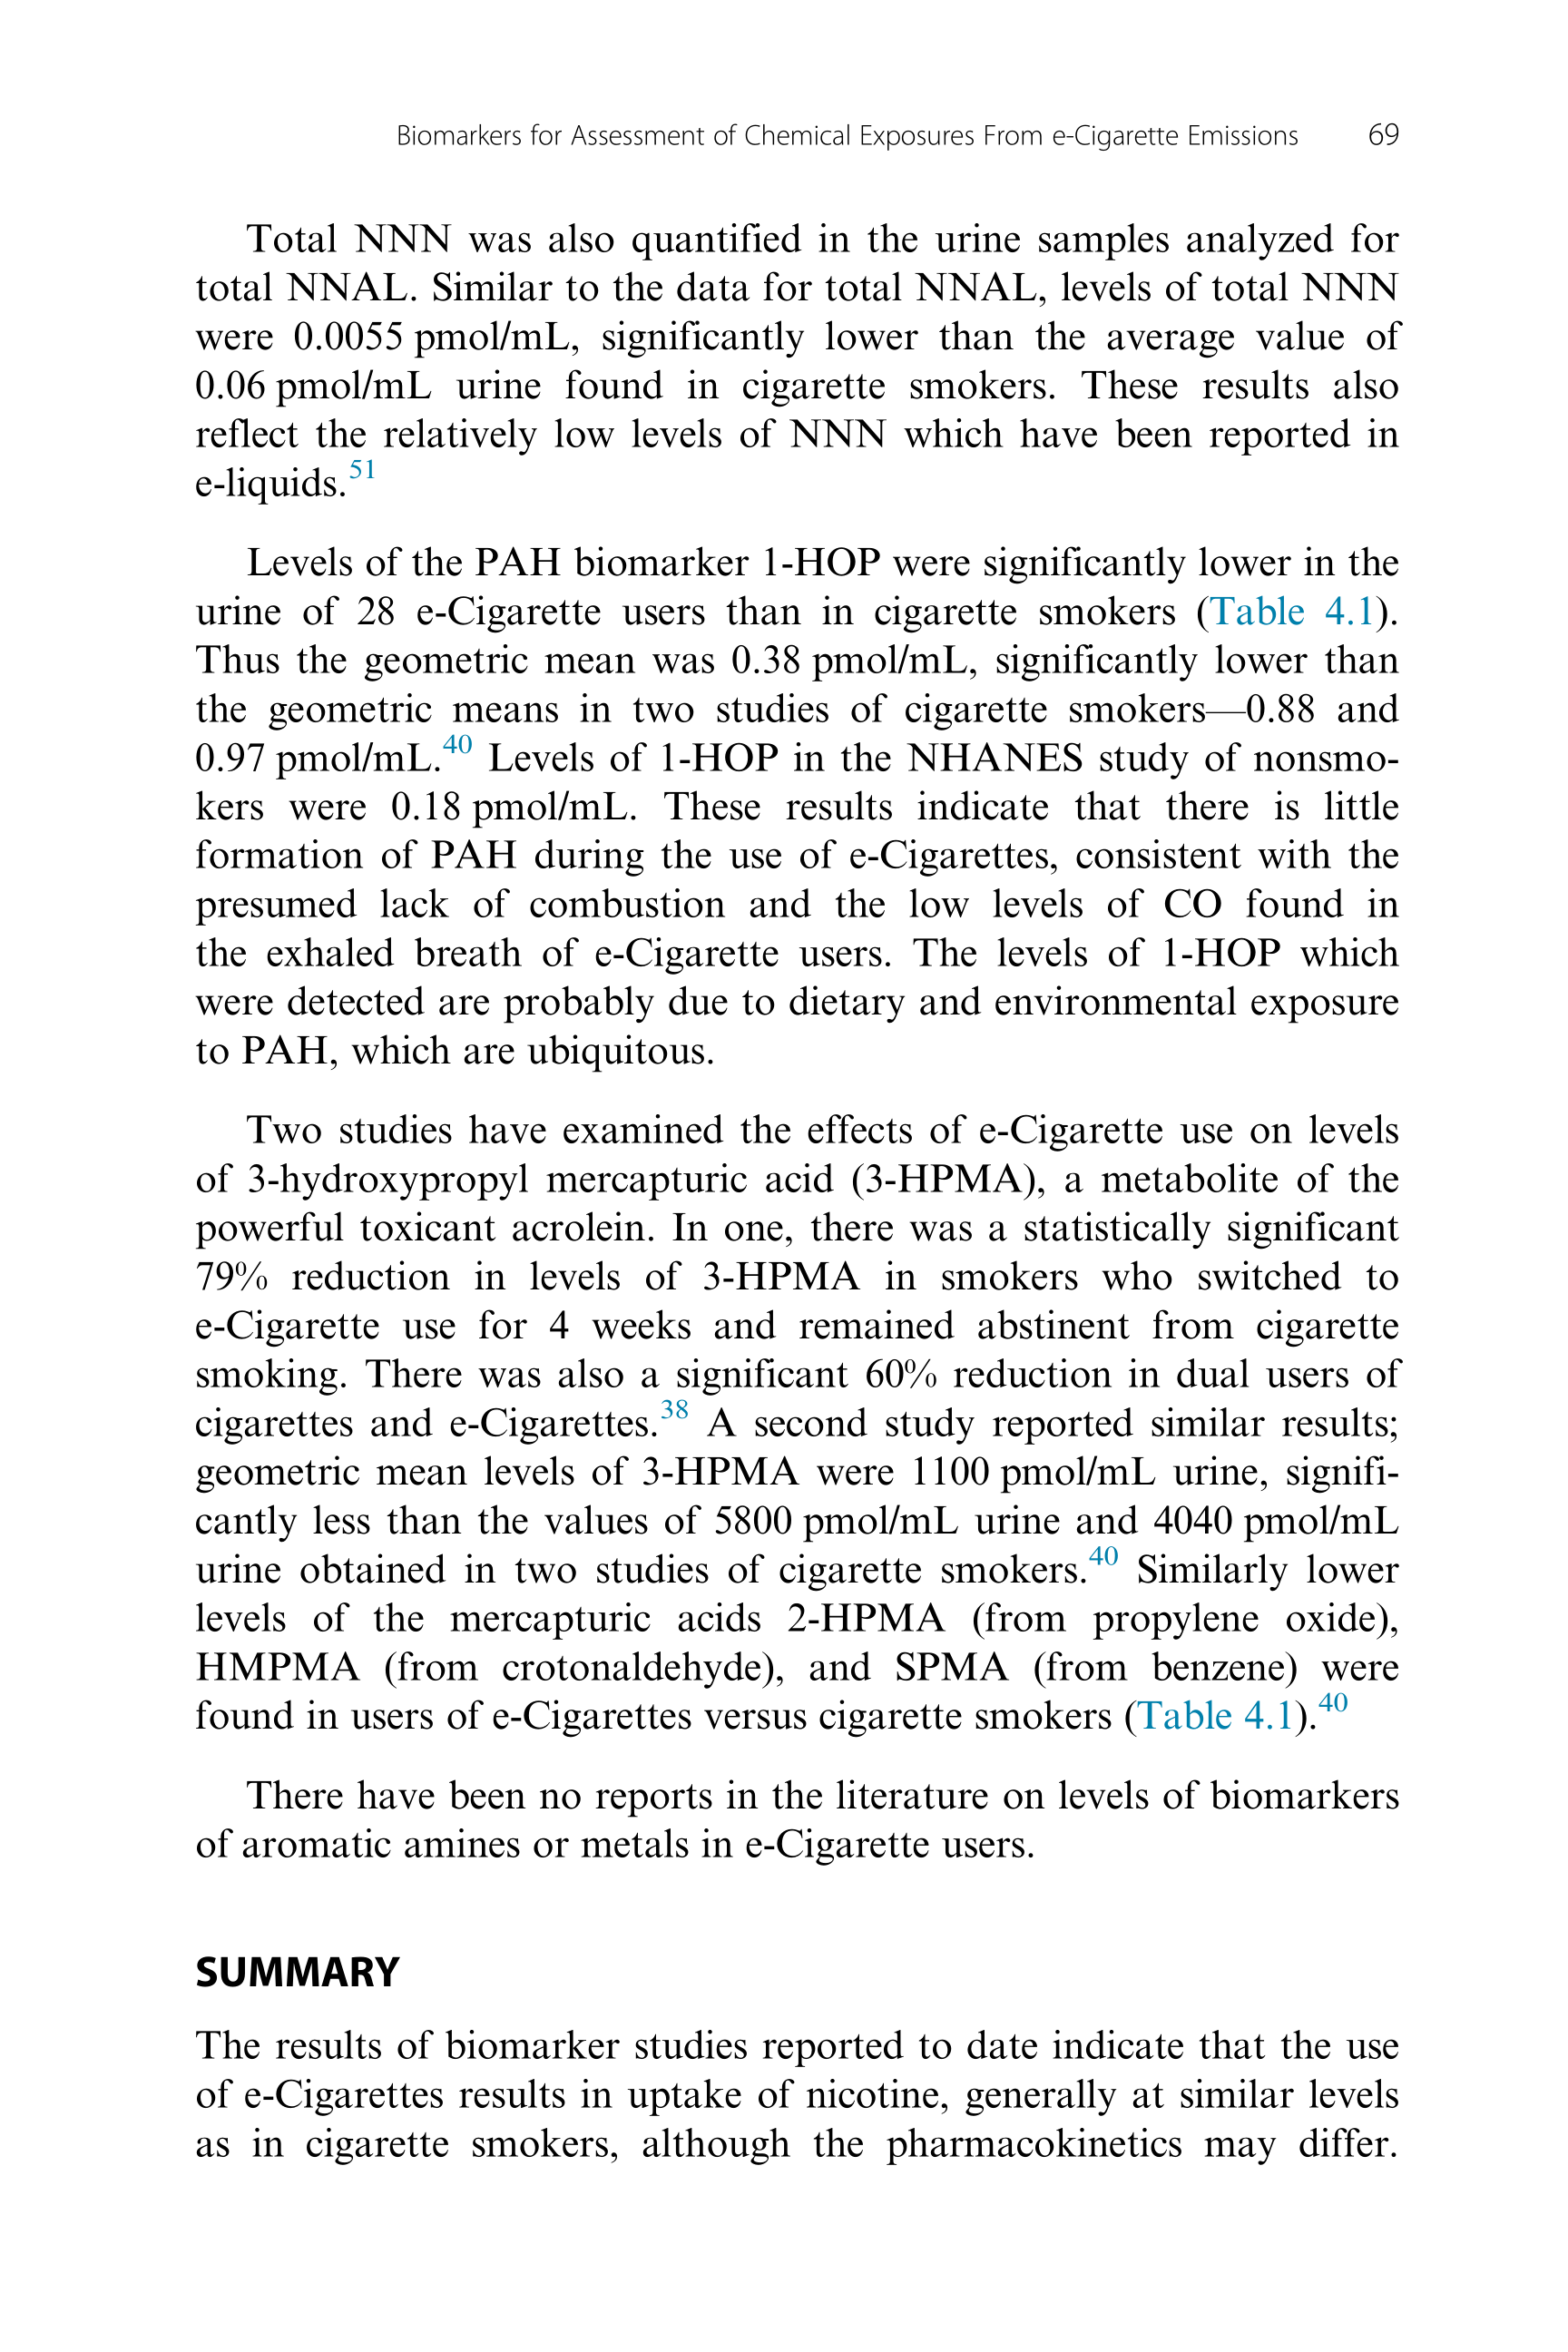 Biomarkers for Assessment of Chemical Exposures From e-Cigarette Emissions 69
Total NNN was also quantified in the urine samples analyzed for
total NNAL. Similar to the data for total NNAL, levels of total NNN
were 0.0055 pmol/mL, significantly lower than the average value of
0.06 pmol/mL urine found in cigarette smokers. These results also
reflect the relatively low levels of NNN which have been reported in
e-liquids.51
Levels of the PAH biomarker 1-HOP were significantly lower in the
urine of 28 e-Cigarette users than in cigarette smokers (Table 4.1).
Thus the geometric mean was 0.38 pmol/mL, significantly lower than
the geometric means in two studies of cigarette smokers—0.88 and
0.97 pmol/mL.40 Levels of 1-HOP in the NHANES study of nonsmo-
kers were 0.18 pmol/mL. These results indicate that there is little
formation of PAH during the use of e-Cigarettes, consistent with the
presumed lack of combustion and the low levels of CO found in
the exhaled breath of e-Cigarette users. The levels of 1-HOP which
were detected are probably due to dietary and environmental exposure
to PAH, which are ubiquitous.
Two studies have examined the effects of e-Cigarette use on levels
of 3-hydroxypropyl mercapturic acid (3-HPMA), a metabolite of the
powerful toxicant acrolein. In one, there was a statistically significant
79% reduction in levels of 3-HPMA in smokers who switched to
e-Cigarette use for 4 weeks and remained abstinent from cigarette
smoking. There was also a significant 60% reduction in dual users of
cigarettes and e-Cigarettes.38 A second study reported similar results;
geometric mean levels of 3-HPMA were 1100 pmol/mL urine, signifi-
cantly less than the values of 5800 pmol/mL urine and 4040 pmol/mL
urine obtained in two studies of cigarette smokers.40 Similarly lower
levels of the mercapturic acids 2-HPMA (from propylene oxide),
HMPMA (from crotonaldehyde), and SPMA (from benzene) were
found in users of e-Cigarettes versus cigarette smokers (Table 4.1).40
There have been no reports in the literature on levels of biomarkers
of aromatic amines or metals in e-Cigarette users.
SUMMARY
The results of biomarker studies reported to date indicate that the use
of e-Cigarettes results in uptake of nicotine, generally at similar levels
as in cigarette smokers, although the pharmacokinetics may differ.